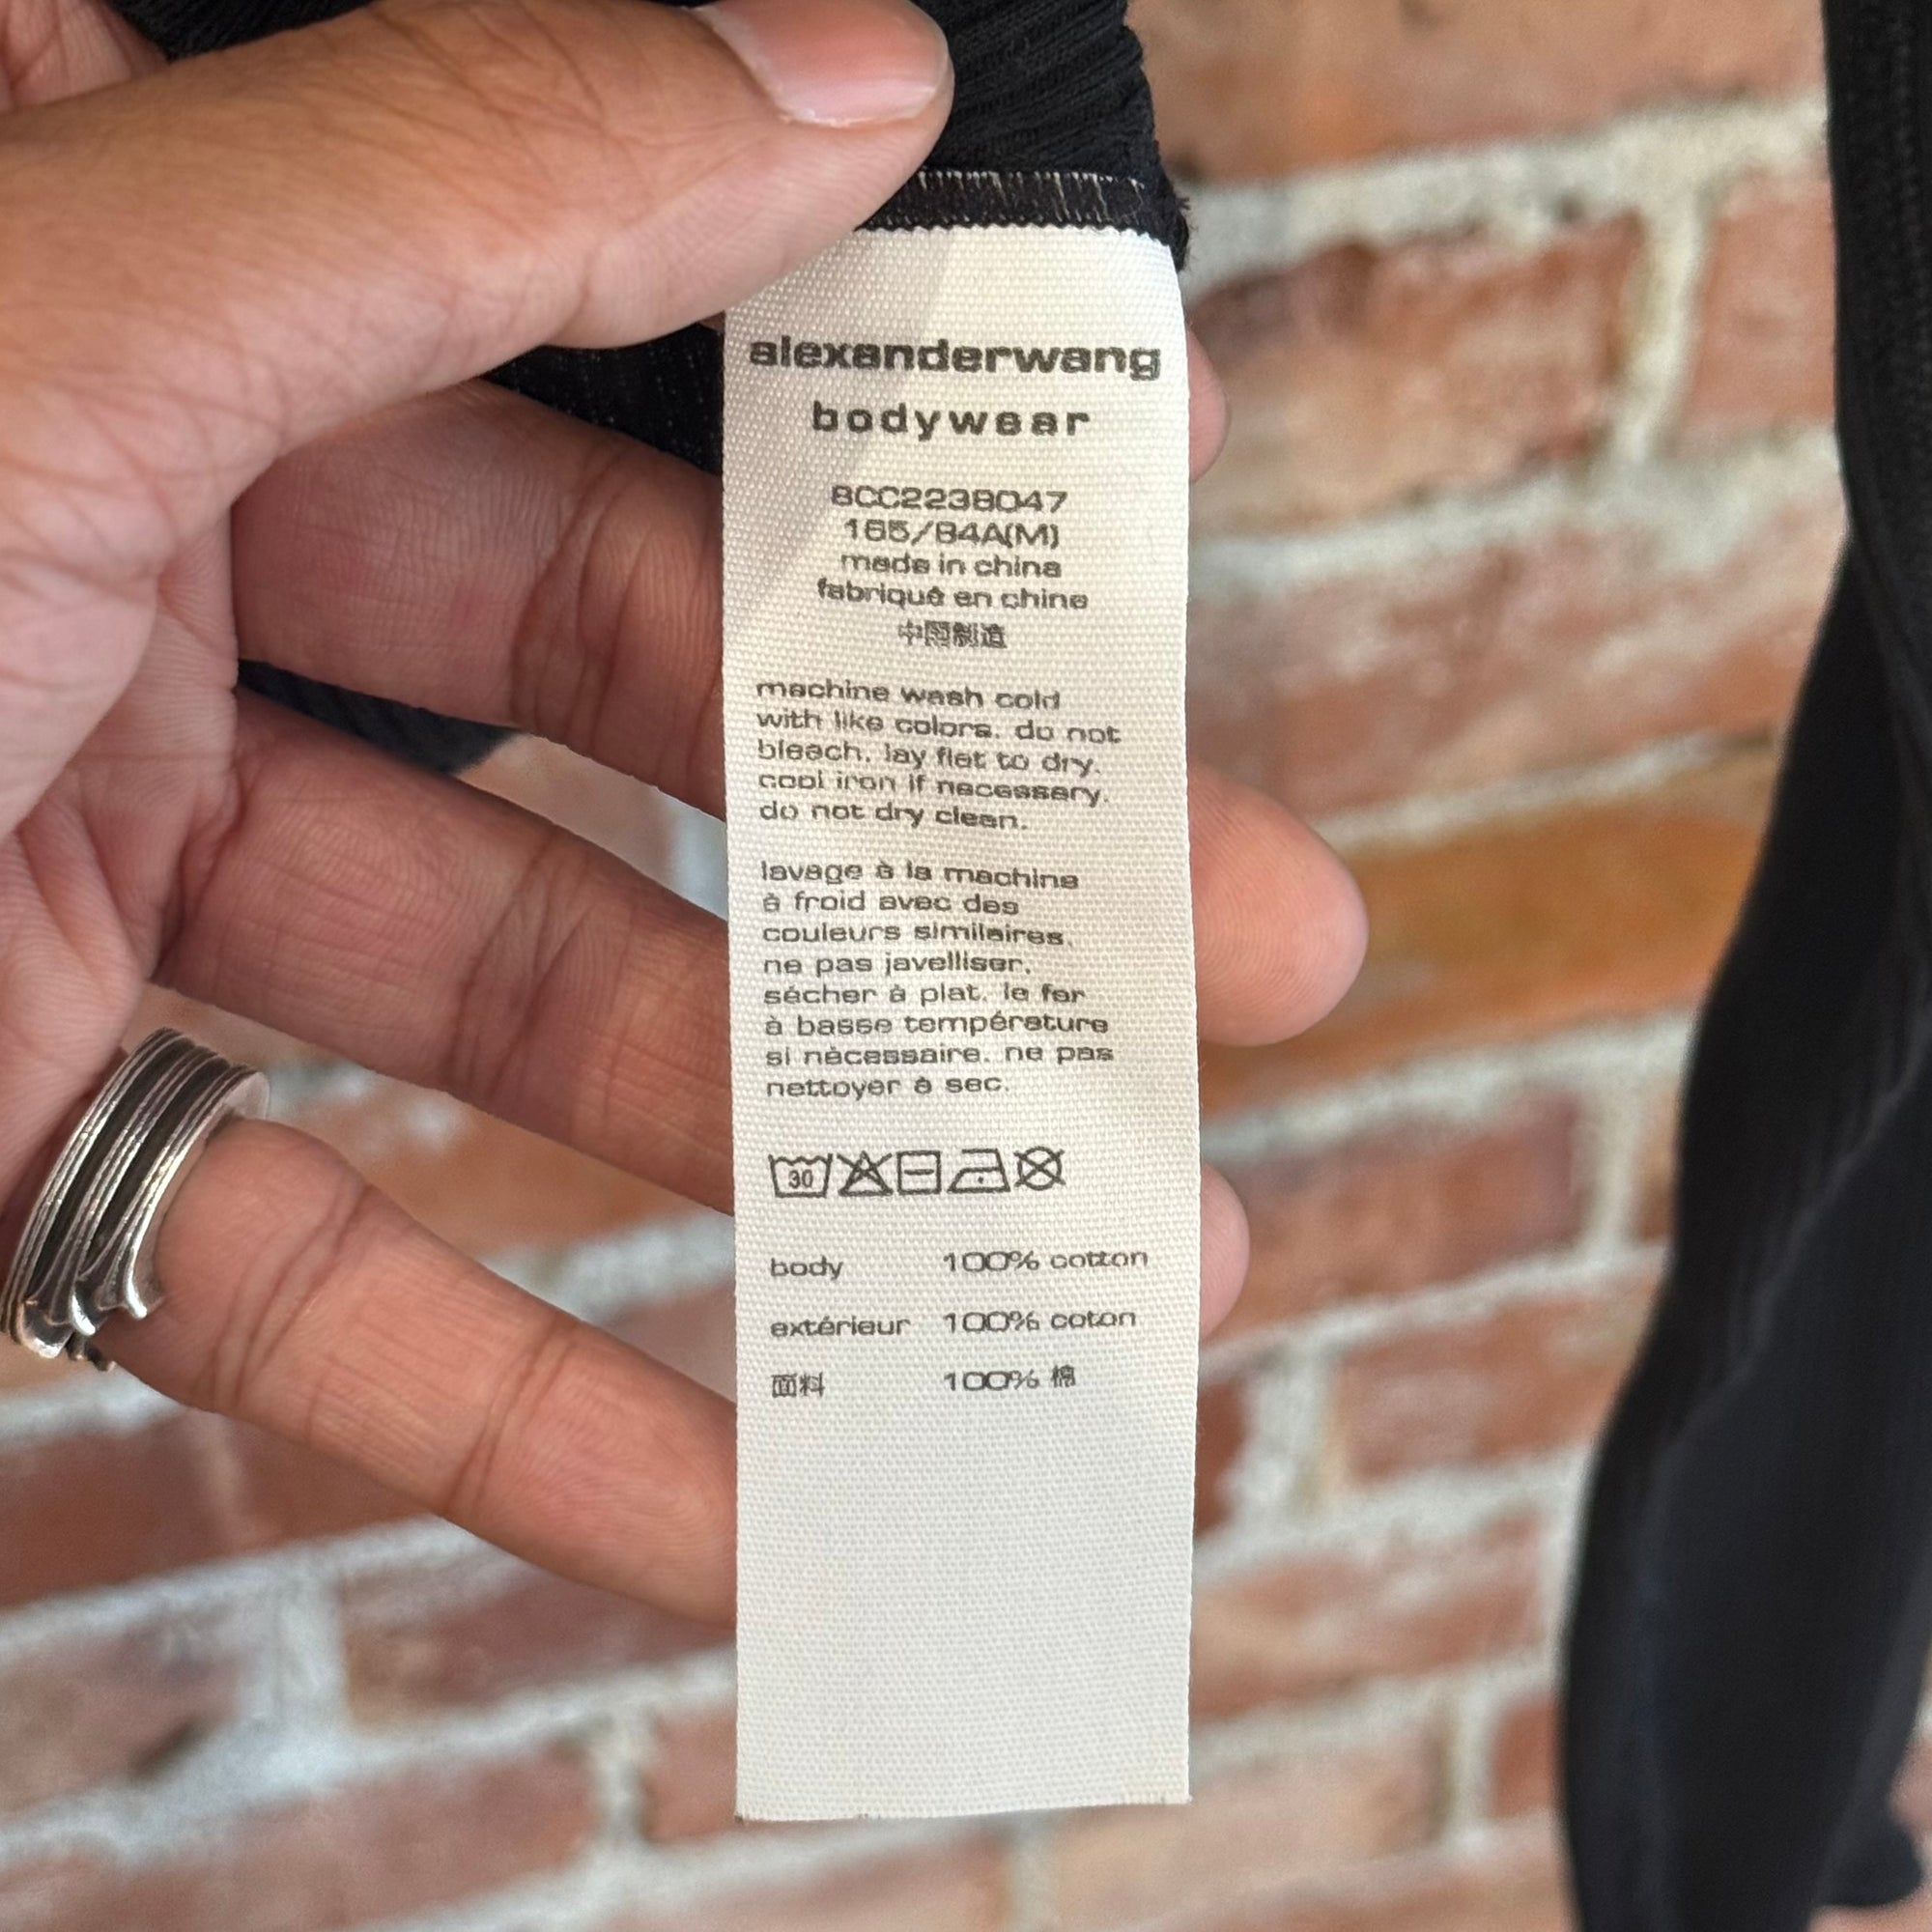 alexanderwang
bodywear
8CC2238047
165/84A(M)
made in china
fabriqué en chine
中国制造
machine wash cold
with like colors. do not
bleach. lay flat to dry.
cool iron if necessary.
do not dry clean.
lavage à la machine
à froid avec des
couleurs similaires.
ne pas javelliser.
sécher à plat. le fer
à basse température
si nécessaire. ne pas
nettoyer à sec.
30
body 100% cotton
extérieur 100% coton
面料 100% 棉